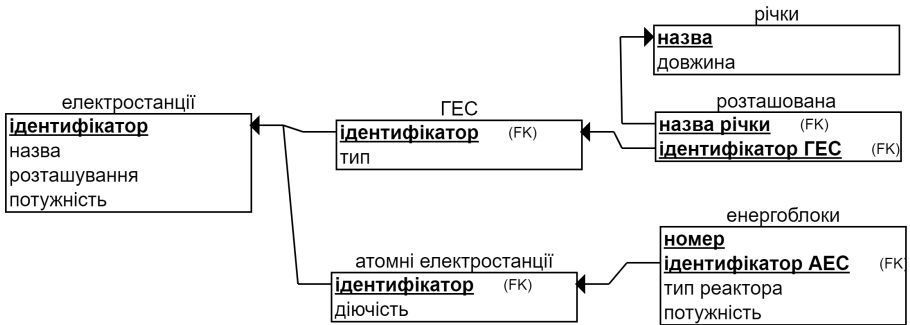 річки
назва
довжина
електростанції
ідентифікатор
назва
розташування
потужність
ГЕС
ідентифікатор (FK)
тип
розташована
назва річки (FK)
ідентифікатор ГЕС (FK)
атомні електростанції
ідентифікатор (FK)
діючість
енергоблоки
номер
ідентифікатор АЕС (FK)
тип реактора
потужність